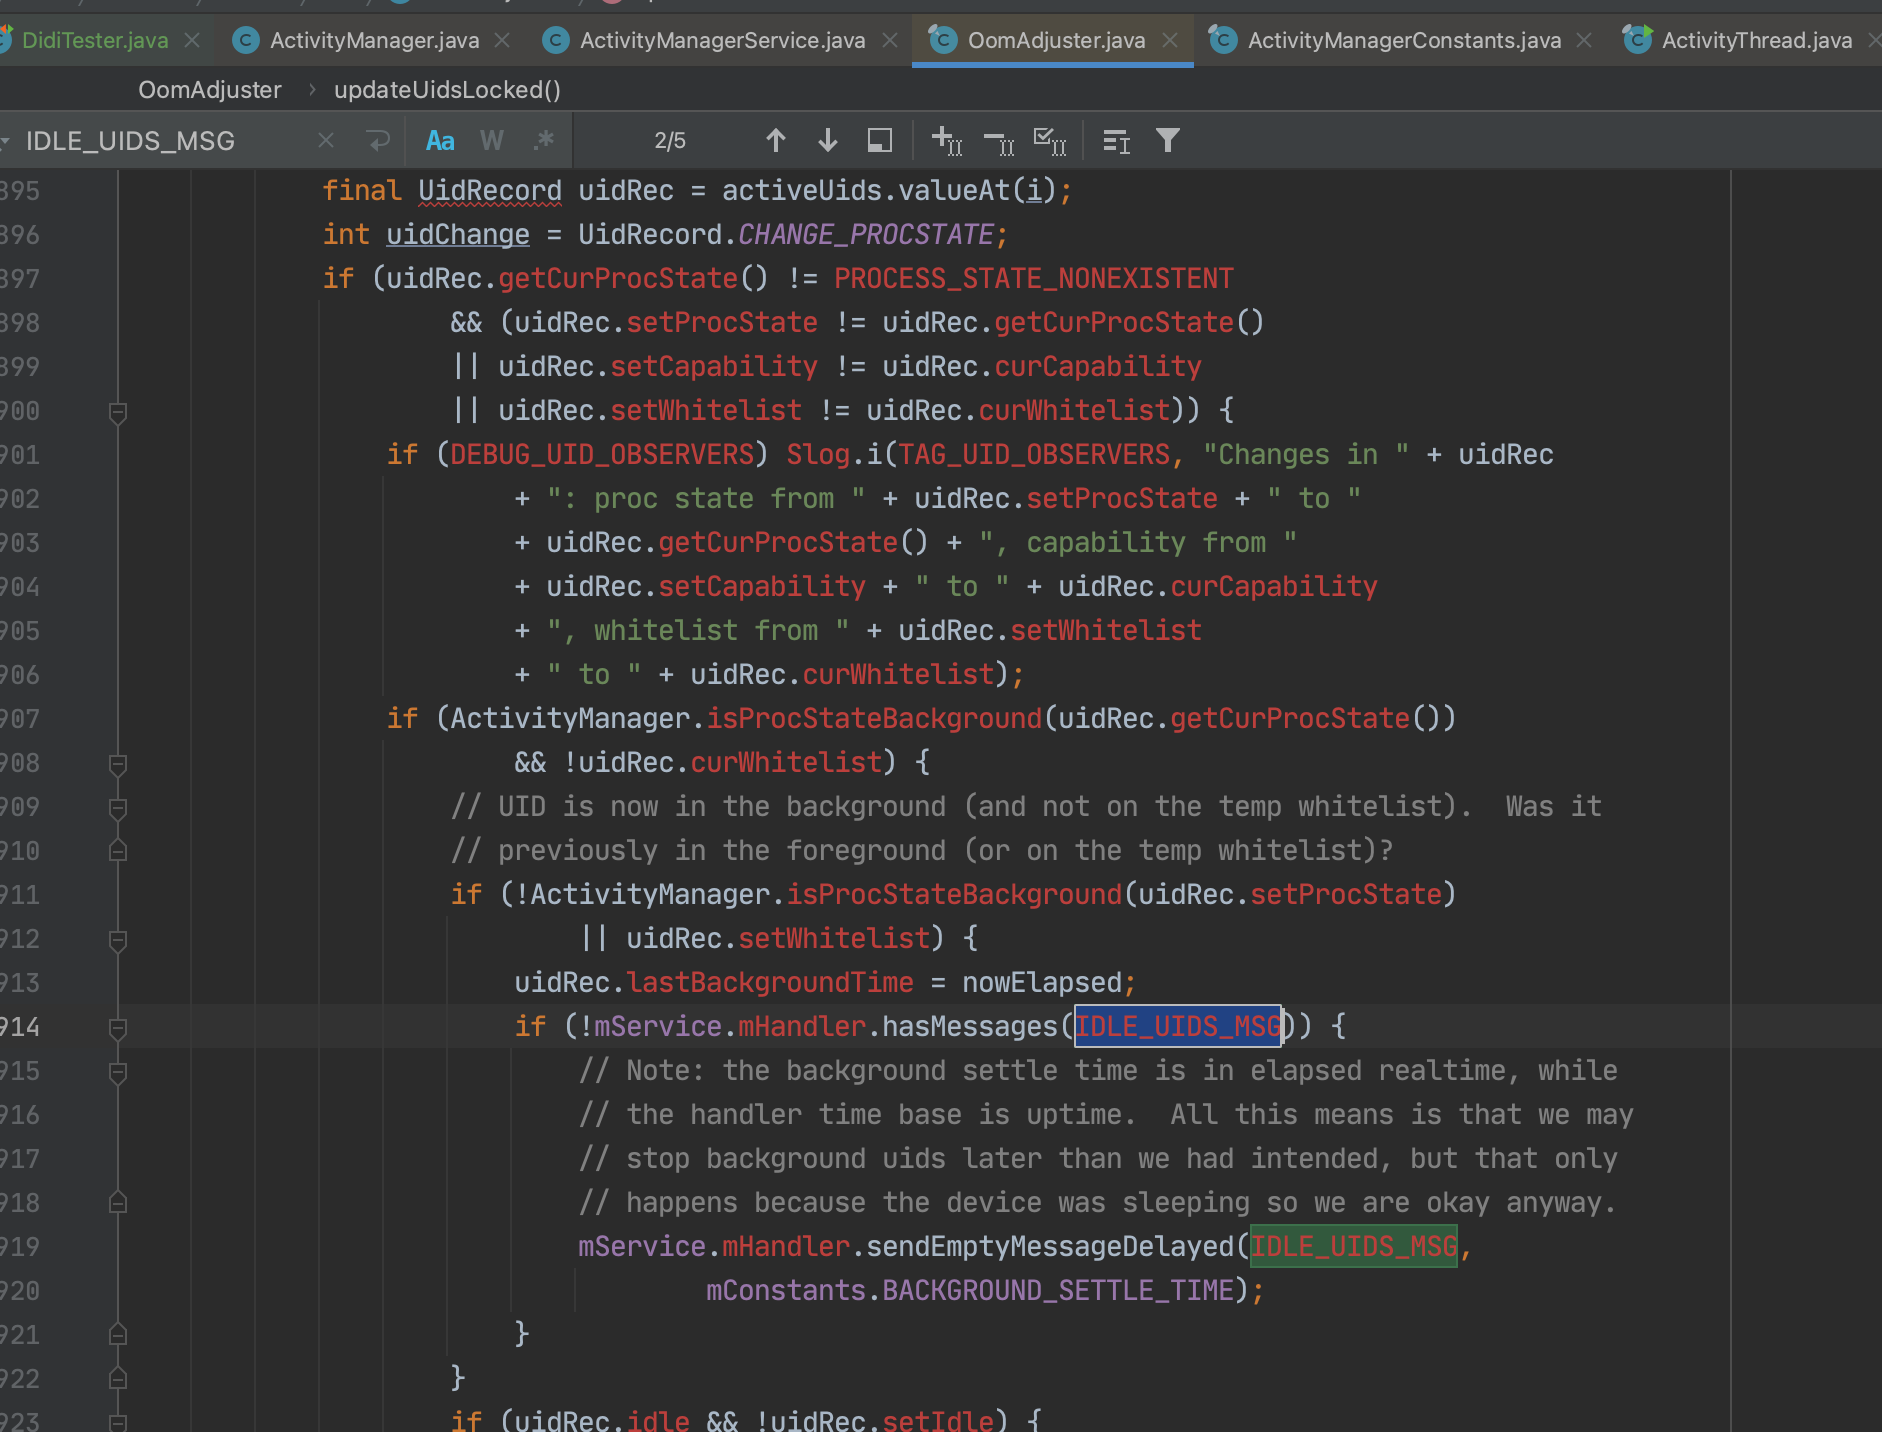 DidiTester.java ActivityManager.java ActivityManagerService.java OomAdjuster.java ActivityManagerConstants.java ActivityThread.java
OomAdjuster › updateUidsLocked()
IDLE_UIDS_MSG Aa W .* 2/5
895 final UidRecord uidRec = activeUids.valueAt(i);
896 int uidChange = UidRecord.CHANGE_PROCSTATE;
897 if (uidRec.getCurProcState() != PROCESS_STATE_NONEXISTENT
898 && (uidRec.setProcState != uidRec.getCurProcState()
899 || uidRec.setCapability != uidRec.curCapability
900 || uidRec.setWhitelist != uidRec.curWhitelist)) {
901 if (DEBUG_UID_OBSERVERS) Slog.i(TAG_UID_OBSERVERS, "Changes in " + uidRec
902 + ": proc state from " + uidRec.setProcState + " to "
903 + uidRec.getCurProcState() + ", capability from "
904 + uidRec.setCapability + " to " + uidRec.curCapability
905 + ", whitelist from " + uidRec.setWhitelist
906 + " to " + uidRec.curWhitelist);
907 if (ActivityManager.isProcStateBackground(uidRec.getCurProcState())
908 && !uidRec.curWhitelist) {
909 // UID is now in the background (and not on the temp whitelist).  Was it
910 // previously in the foreground (or on the temp whitelist)?
911 if (!ActivityManager.isProcStateBackground(uidRec.setProcState)
912 || uidRec.setWhitelist) {
913 uidRec.lastBackgroundTime = nowElapsed;
914 if (!mService.mHandler.hasMessages(IDLE_UIDS_MSG)) {
915 // Note: the background settle time is in elapsed realtime, while
916 // the handler time base is uptime.  All this means is that we may
917 // stop background uids later than we had intended, but that only
918 // happens because the device was sleeping so we are okay anyway.
919 mService.mHandler.sendEmptyMessageDelayed(IDLE_UIDS_MSG,
920 mConstants.BACKGROUND_SETTLE_TIME);
921 }
922 }
923 if (uidRec.idle && !uidRec.setIdle) {